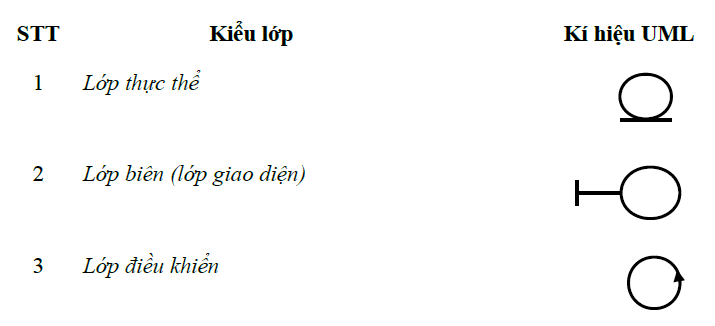 STT Kiểu lớp Kí hiệu UML
1 Lớp thực thể
2 Lớp biên (lớp giao diện)
3 Lớp điều khiển